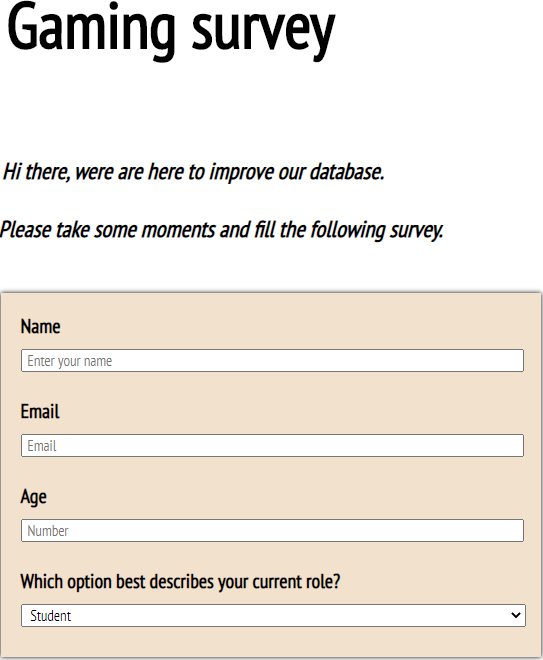 Gaming survey
Hi there, were are here to improve our database.
Please take some moments and fill the following survey.
Name
Enter your name
Email
Email
Age
Number
Which option best describes your current role?
Student